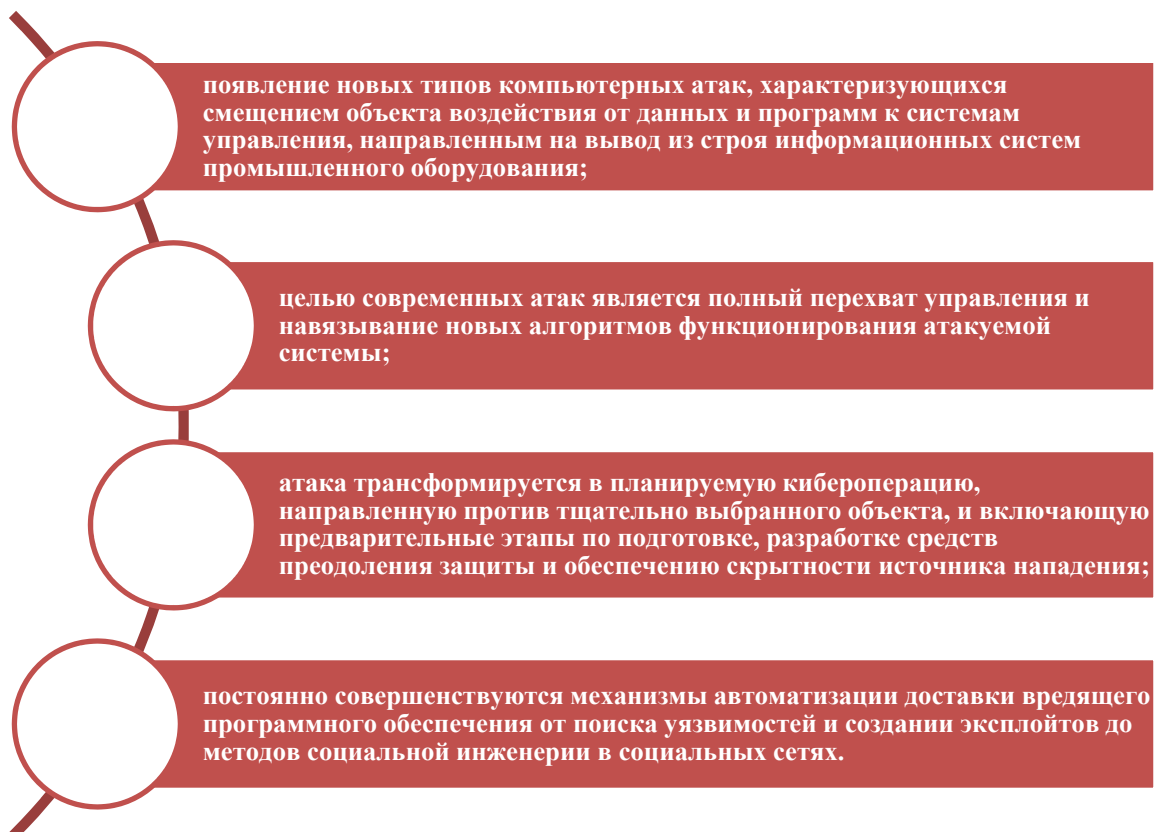 появление новых типов компьютерных атак, характеризующихся
смещением объекта воздействия от данных и программ к системам
управления, направленным на вывод из строя информационных систем
промышленного оборудования;
целью современных атак является полный перехват управления и
навязывание новых алгоритмов функционирования атакуемой
системы;
атака трансформируется в планируемую кибероперацию,
направленную против тщательно выбранного объекта, и включающую
предварительные этапы по подготовке, разработке средств
преодоления защиты и обеспечению скрытности источника нападения;
постоянно совершенствуются механизмы автоматизации доставки вредящего
программного обеспечения от поиска уязвимостей и создании эксплойтов до
методов социальной инженерии в социальных сетях.